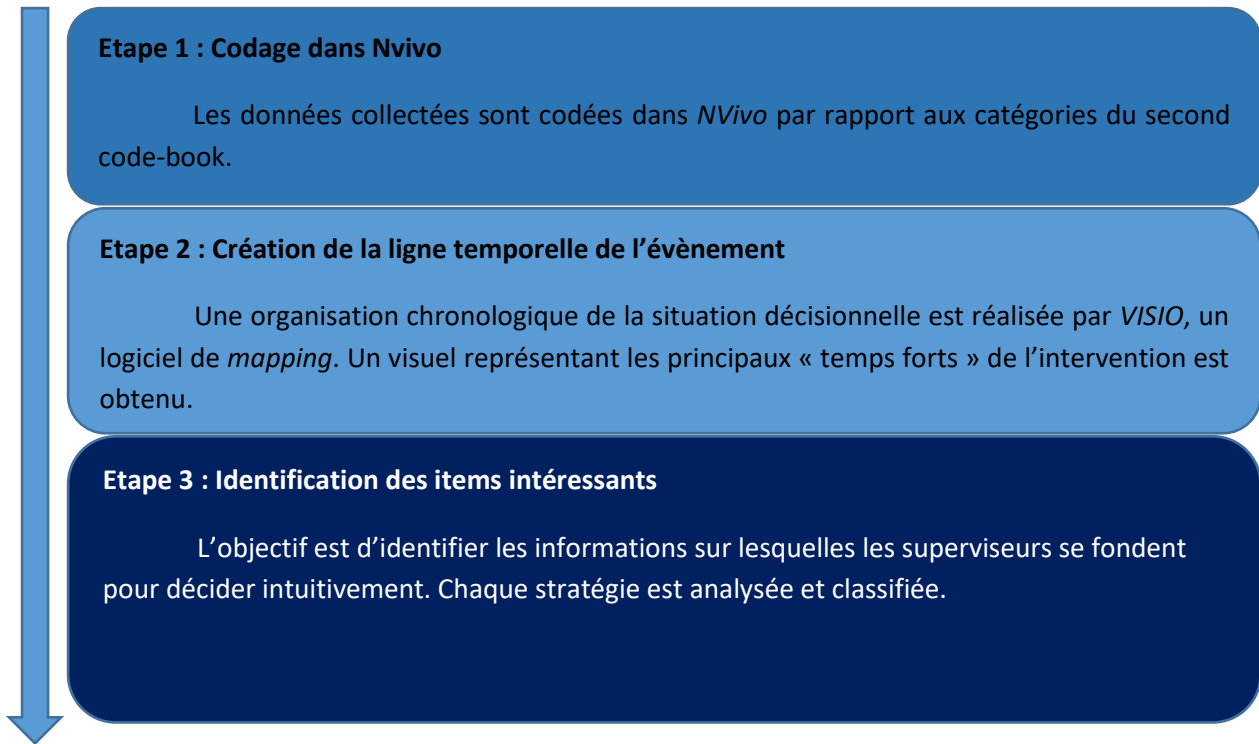 Etape 1 : Codage dans Nvivo
Les données collectées sont codées dans NVivo par rapport aux catégories du second
code-book.
Etape 2 : Création de la ligne temporelle de l’évènement
Une organisation chronologique de la situation décisionnelle est réalisée par VISIO, un
logiciel de mapping. Un visuel représentant les principaux « temps forts » de l’intervention est
obtenu.
Etape 3 : Identification des items intéressants
L’objectif est d’identifier les informations sur lesquelles les superviseurs se fondent
pour décider intuitivement. Chaque stratégie est analysée et classifiée.